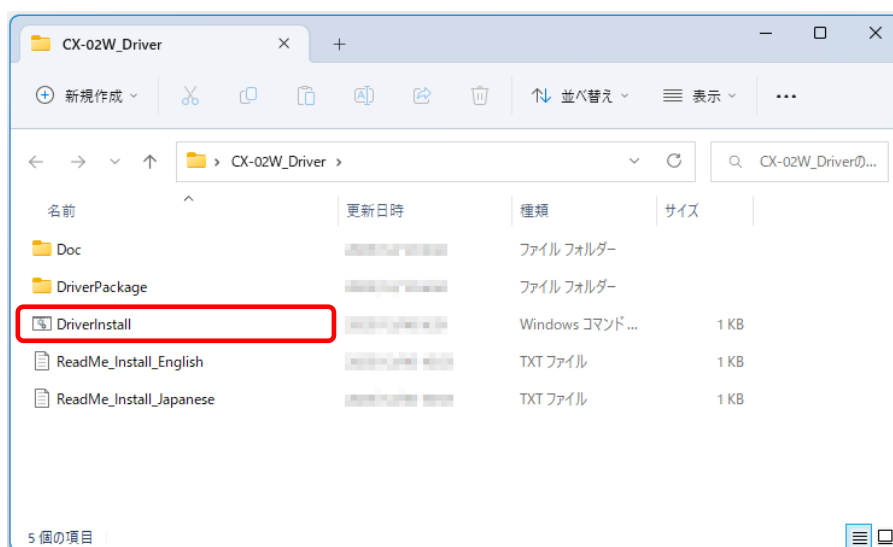 CX-02W_Driver
新規作成
並べ替え
表示
CX-02W_Driver
CX-02W_Driverの...
名前 更新日時 種類 サイズ
Doc ファイル フォルダー
DriverPackage ファイル フォルダー
DriverInstall Windows コマンド ... 1 KB
ReadMe_Install_English TXT ファイル 1 KB
ReadMe_Install_Japanese TXT ファイル 1 KB
5 個の項目